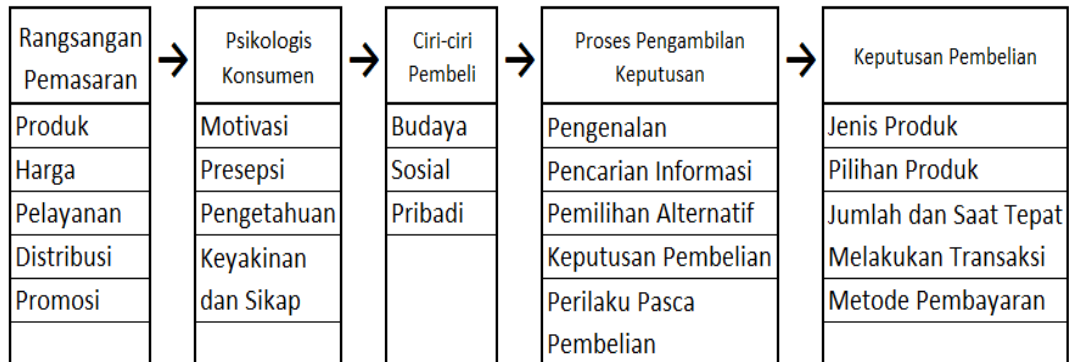 Rangsangan
Pemasaran
Produk
Harga
Pelayanan
Distribusi
Promosi
Psikologis
Konsumen
Motivasi
Presepsi
Pengetahuan
Keyakinan
dan Sikap
Ciri-ciri
Pembeli
Budaya
Sosial
Pribadi
Proses Pengambilan
Keputusan
Pengenalan
Pencarian Informasi
Pemilihan Alternatif
Keputusan Pembelian
Perilaku Pasca
Pembelian
Keputusan Pembelian
Jenis Produk
Pilihan Produk
Jumlah dan Saat Tepat
Melakukan Transaksi
Metode Pembayaran